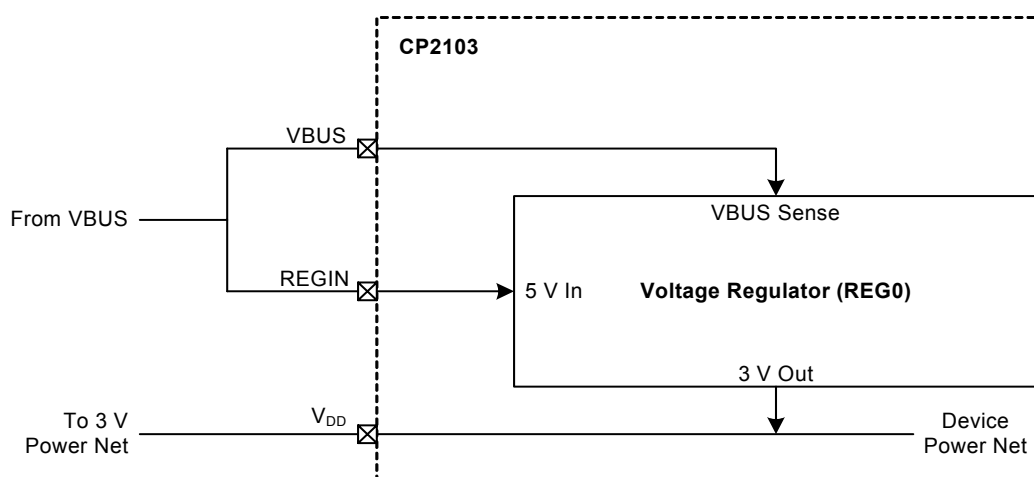 CP2103
VBUS
From VBUS
VBUS Sense
REGIN
5 V In
Voltage Regulator (REG0)
3 V Out
To 3 V
Power Net
VDD
Device
Power Net